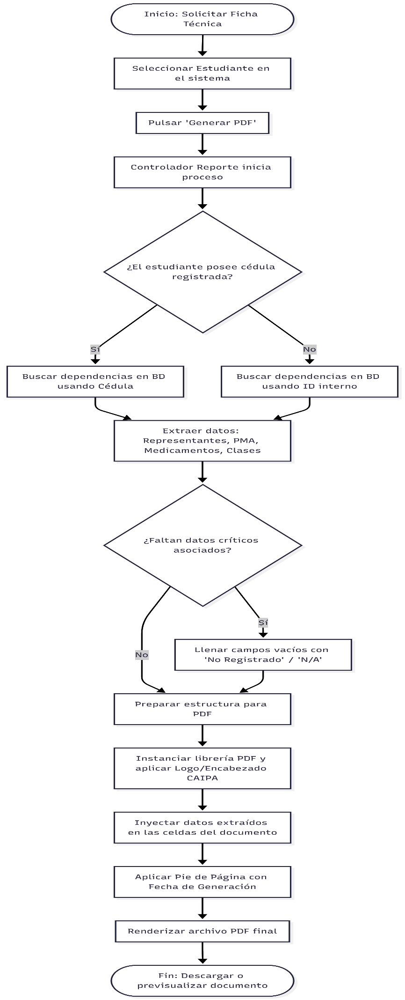 Inicio: Solicitar Ficha
Técnica
Seleccionar Estudiante en
el sistema
Pulsar 'Generar PDF'
Controlador Reporte inicia
proceso
¿El estudiante posee cédula
registrada?
Sí
No
Buscar dependencias en BD
usando Cédula
Buscar dependencias en BD
usando ID interno
Extraer datos:
Representantes, PMA,
Medicamentos, Clases
¿Faltan datos críticos
asociados?
Sí
No
Llenar campos vacíos con
'No Registrado' / 'N/A'
Preparar estructura para
PDF
Instanciar librería PDF y
aplicar Logo/Encabezado
CAIPA
Inyectar datos extraídos
en las celdas del documento
Aplicar Pie de Página con
Fecha de Generación
Renderizar archivo PDF final
Fin: Descargar o
previsualizar documento